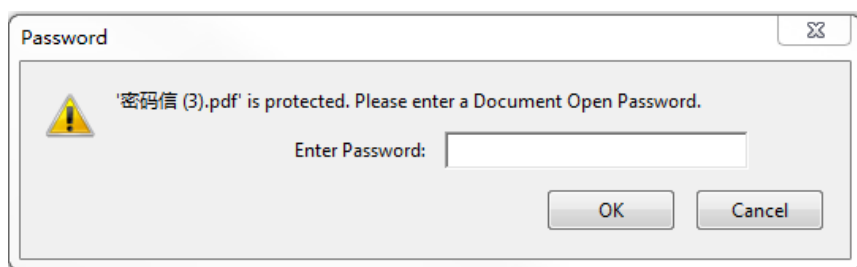 Password
'密码信 (3).pdf' is protected. Please enter a Document Open Password.
Enter Password:
OK Cancel